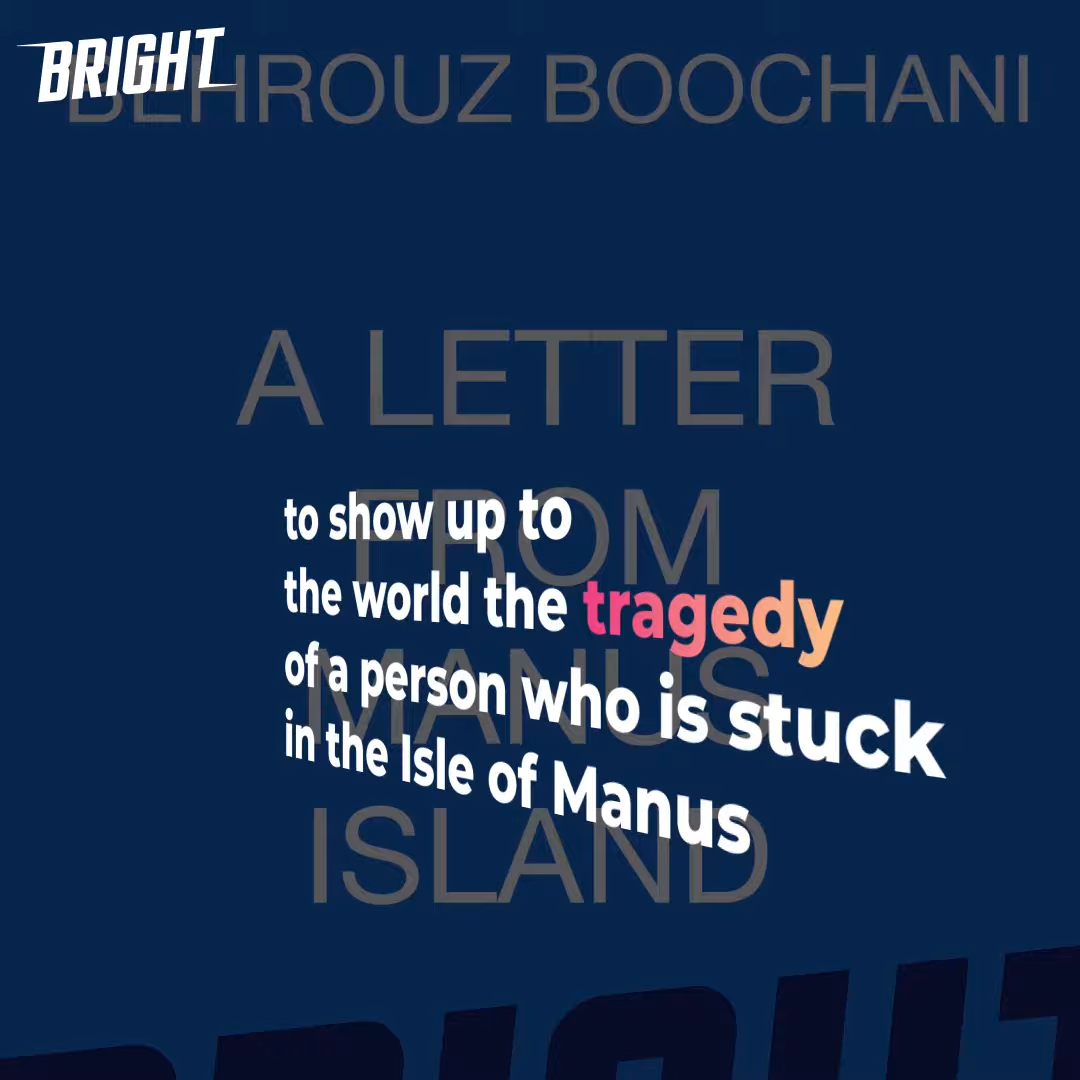 BRIGHT
BEHROUZ BOOCHANI
A LETTER
FROM
MANUS
ISLAND
to show up to
the world the tragedy
of a person who is stuck
in the Isle of Manus
BRIGHT